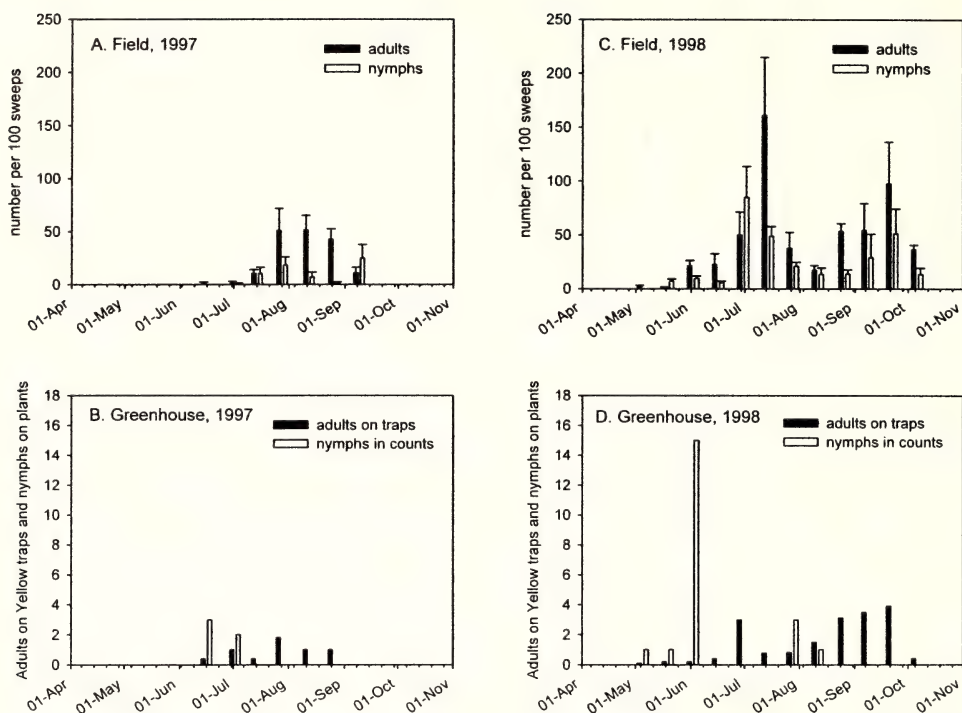 A. Field, 1997
adults
nymphs
number per 100 sweeps
250
200
150
100
50
0
01-Apr
01-May
01-Jun
01-Jul
01-Aug
01-Sep
01-Oct
01-Nov
C. Field, 1998
adults
nymphs
number per 100 sweeps
250
200
150
100
50
0
01-Apr
01-May
01-Jun
01-Jul
01-Aug
01-Sep
01-Oct
01-Nov
B. Greenhouse, 1997
adults on traps
nymphs in counts
Adults on Yellow traps and nymphs on plants
18
16
14
12
10
8
6
4
2
0
01-Apr
01-May
01-Jun
01-Jul
01-Aug
01-Sep
01-Oct
01-Nov
D. Greenhouse, 1998
adults on traps
nymphs in counts
Adults on Yellow traps and nymphs on plants
18
16
14
12
10
8
6
4
2
0
01-Apr
01-May
01-Jun
01-Jul
01-Aug
01-Sep
01-Oct
01-Nov